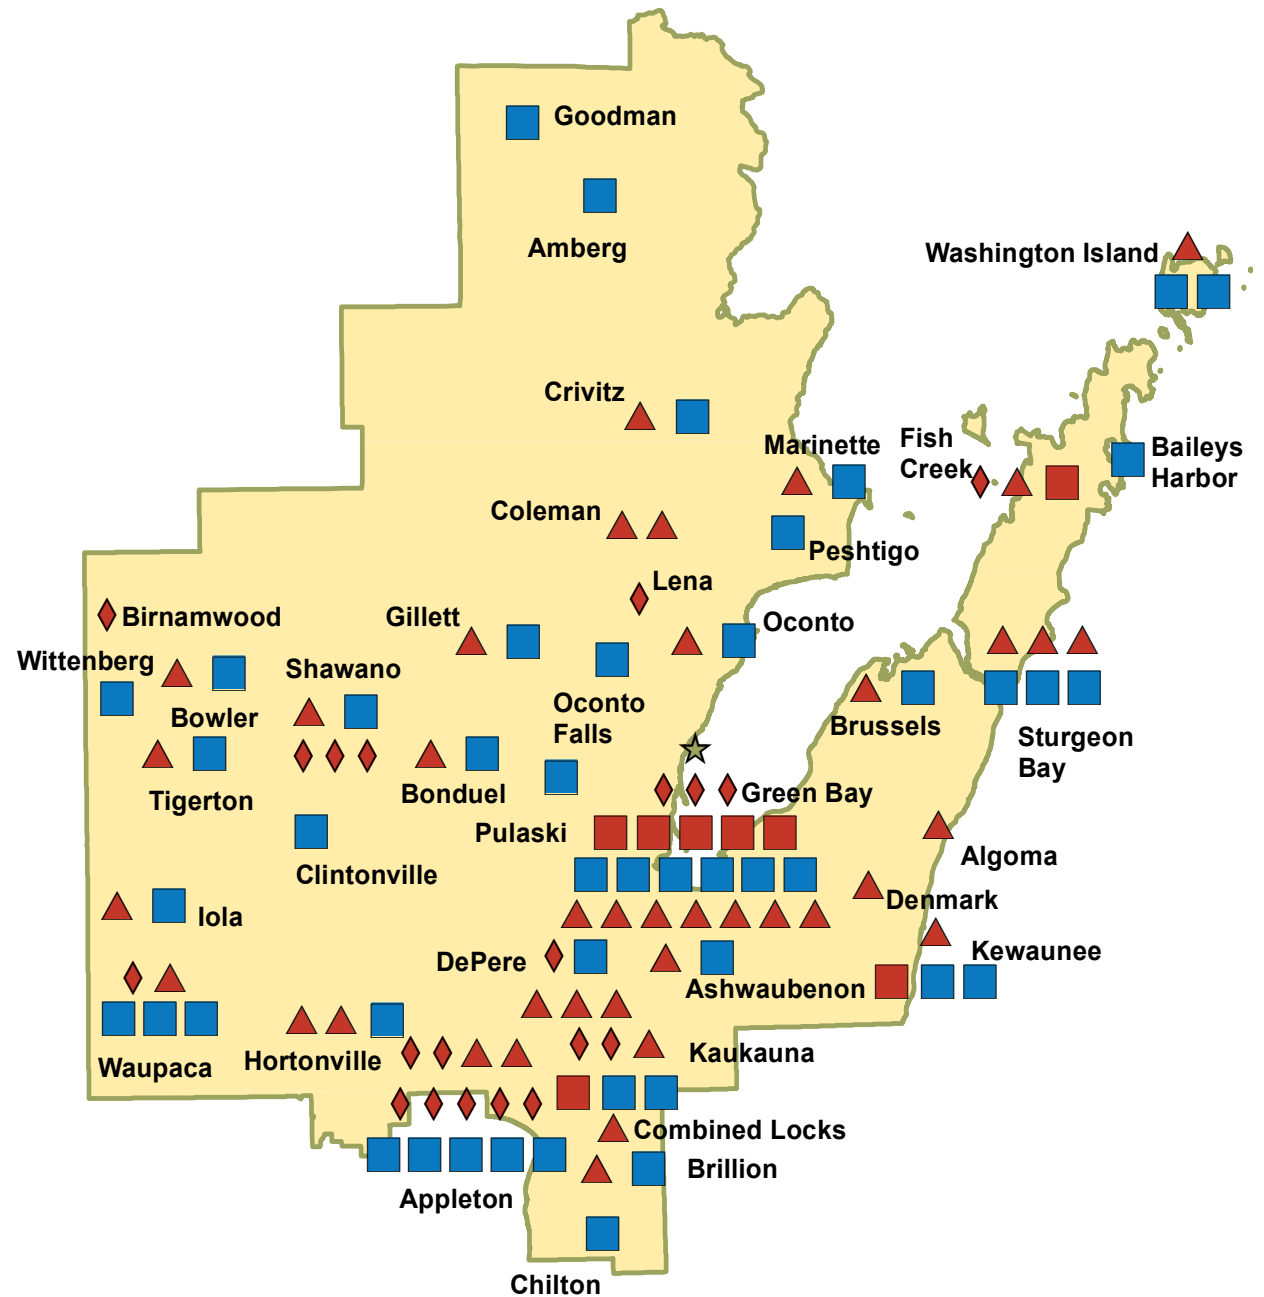 Goodman
Amberg
Washington Island
Crivitz
Marinette
Fish
Creek
Baileys
Harbor
Coleman
Peshtigo
Lena
Birnamwood
Gillett
Oconto
Wittenberg
Shawano
Bowler
Oconto
Falls
Brussels
Sturgeon
Bay
Tigerton
Bonduel
Green Bay
Pulaski
Algoma
Clintonville
Denmark
Iola
Kewaunee
DePere
Ashwaubenon
Hortonville
Kaukauna
Waupaca
Combined Locks
Brillion
Appleton
Chilton